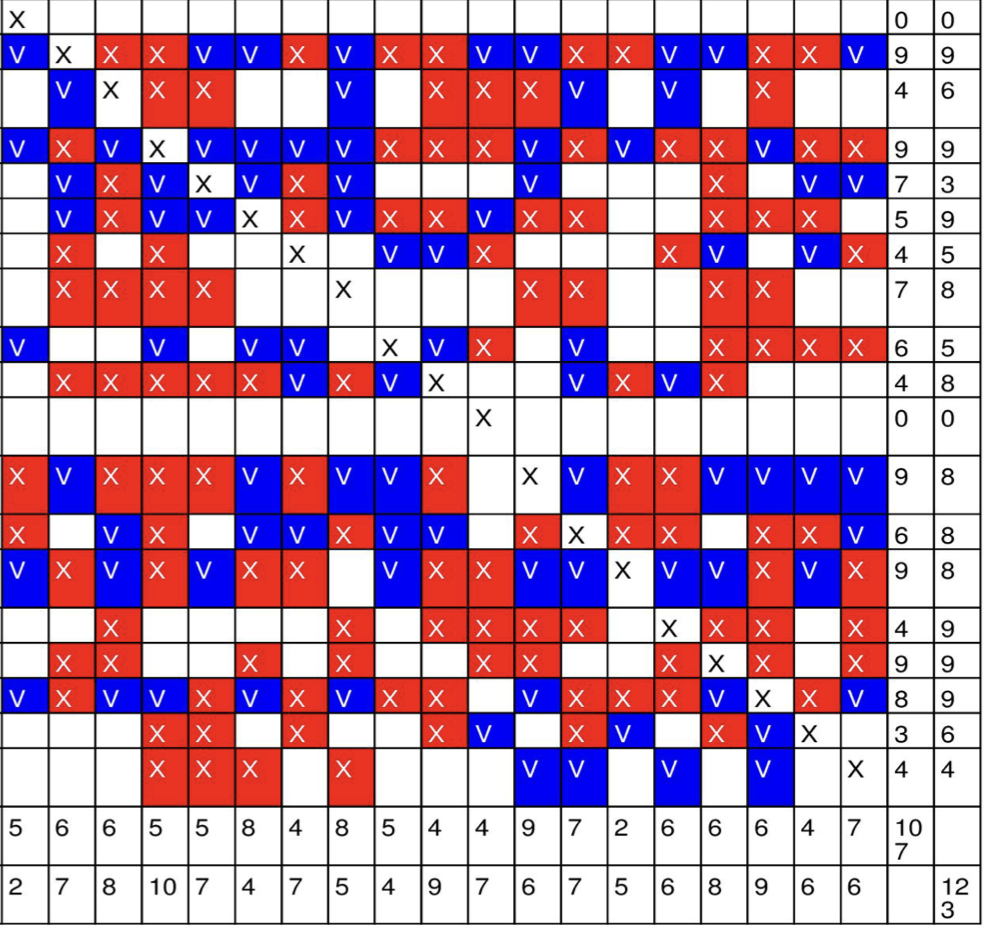 X 0 0
V X X X V V X V X X V V X X V V X X V 9 9
V X X X V X X X V V X 4 6
V X V X V V V V X X X V X V X X V X X 9 9
V X V X V X V V X V V 7 3
V X V V X X V X X V X X X X X 5 9
X X X V V X X V V X 4 5
X X X X X X X X X 7 8
V V V V X V X V X X X X 6 5
X X X X X V X V X V X V X 4 8
X 0 0
X V X X X V X V V X X V X X V V V V 9 8
X V X V V X V V X X X X X X V 6 8
V X V X V X X V X X V V X V V X V X 9 8
X X X X X X X X X X 4 9
X X X X X X X X X X 9 9
V X V V X V X V X X V X X X V X X V 8 9
X X X X V X V X V X 3 6
X X X X V V V V X 4 4
5 6 6 5 5 8 4 8 5 4 4 9 7 2 6 6 6 4 7 10
7
2 7 8 10 7 4 7 5 4 9 7 6 7 5 6 8 9 6 6 12
3